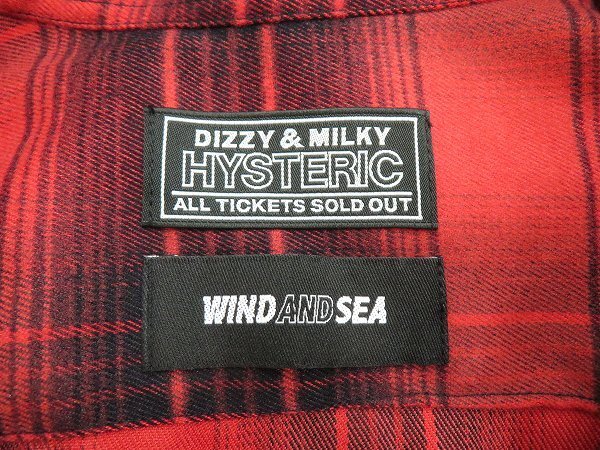 DIZZY & MILKY
HYSTERIC
ALL TICKETS SOLD OUT
WIND AND SEA